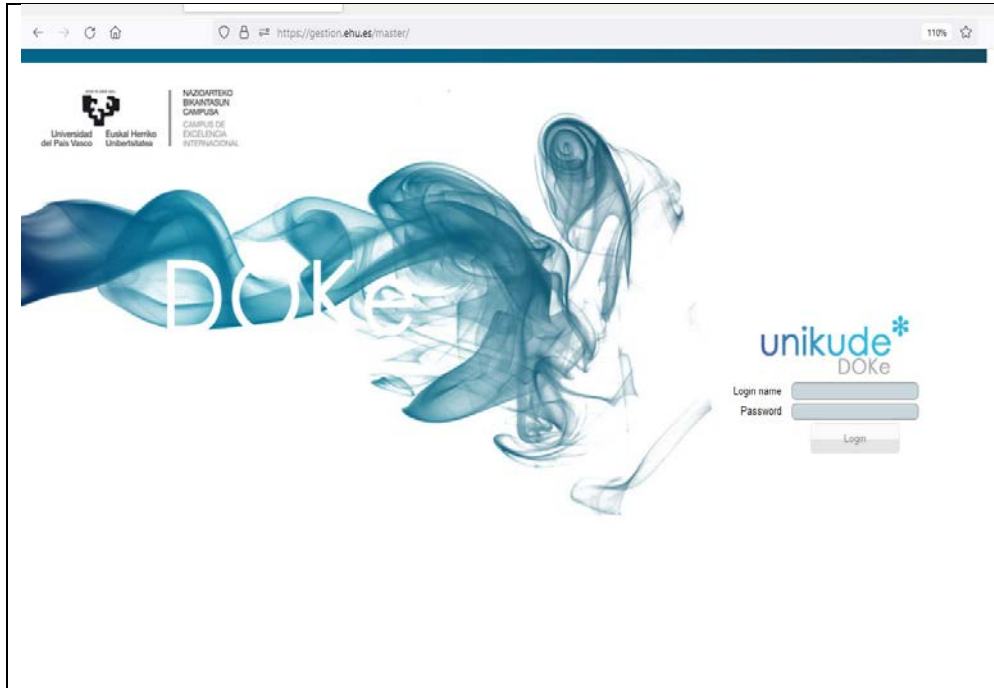 https://gestion.ehu.es/master/
110%
Universidad
del País Vasco
Euskal Herriko
Unibertsitatea
NAZIOARTEKO
BIKAINTASUN
CAMPUSA
CAMPUS DE
EXCELENCIA
INTERNACIONAL
DOKe
unikude*
DOKe
Login name
Password
Login